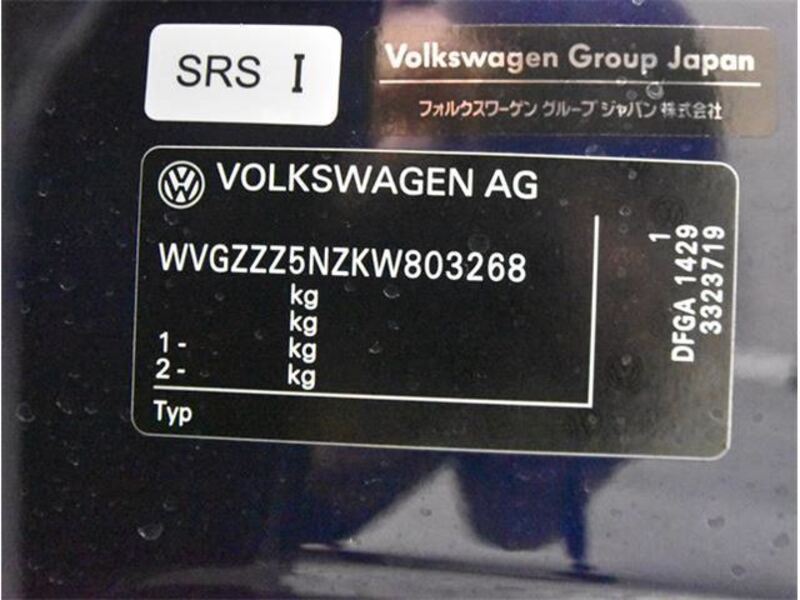 SRS I
Volkswagen Group Japan
フォルクスワーゲン グループ ジャパン 株式会社
VOLKSWAGEN AG
WVGZZZ5NZKW803268
kg
kg
1 - kg
2 - kg
Typ
1
DFGA 1429
3323719